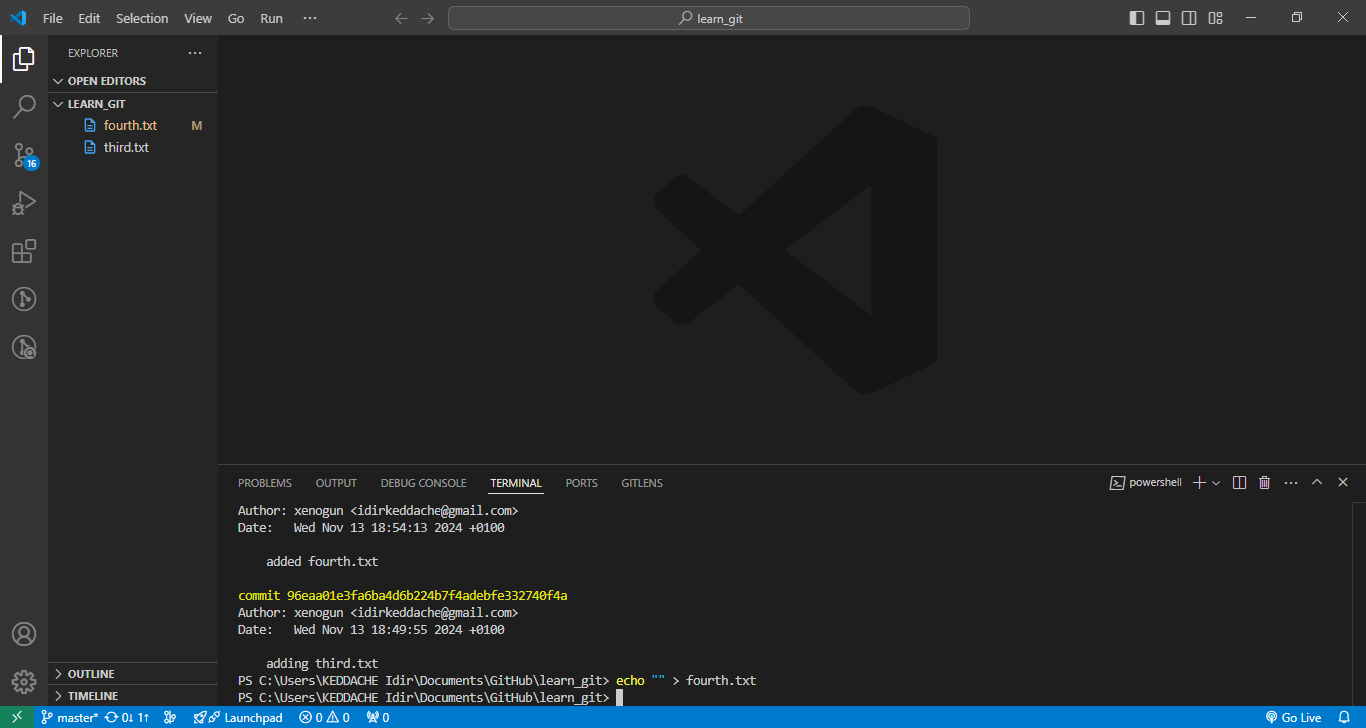 File Edit Selection View Go Run ···
learn_git
EXPLORER ···
OPEN EDITORS
LEARN_GIT
fourth.txt M
third.txt
16
OUTLINE
TIMELINE
PROBLEMS OUTPUT DEBUG CONSOLE TERMINAL PORTS GITLENS
powershell
Author: xenogun <idirkeddache@gmail.com>
Date:   Wed Nov 13 18:54:13 2024 +0100
added fourth.txt
commit 96eaa01e3fa6ba4d6b224b7f4adebfe332740f4a
Author: xenogun <idirkeddache@gmail.com>
Date:   Wed Nov 13 18:49:55 2024 +0100
adding third.txt
PS C:\Users\KEDDACHE Idir\Documents\GitHub\learn_git> echo "" > fourth.txt
PS C:\Users\KEDDACHE Idir\Documents\GitHub\learn_git>
master* 0↓ 1↑ Launchpad 0 0 0 Go Live